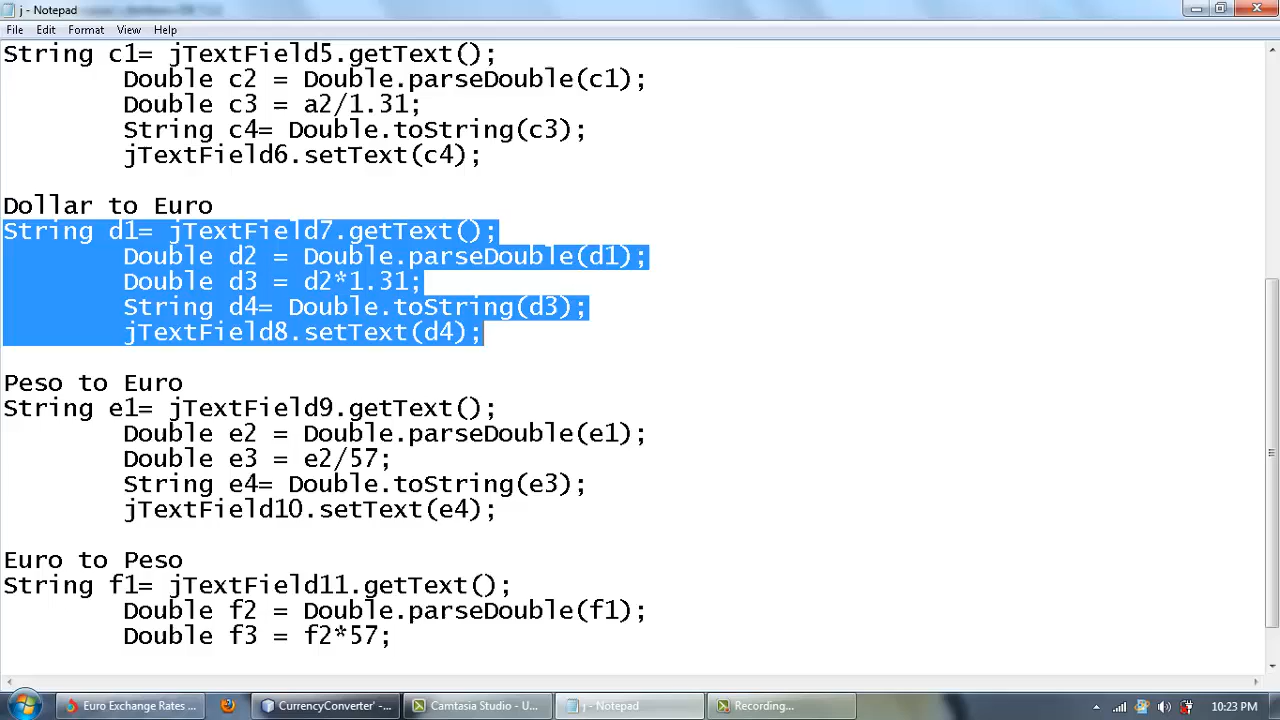 j - Notepad
File Edit Format View Help
String c1= jTextField5.getText();
Double c2 = Double.parseDouble(c1);
Double c3 = a2/1.31;
String c4= Double.toString(c3);
jTextField6.setText(c4);
Dollar to Euro
String d1= jTextField7.getText();
Double d2 = Double.parseDouble(d1);
Double d3 = d2*1.31;
String d4= Double.toString(d3);
jTextField8.setText(d4);
Peso to Euro
String e1= jTextField9.getText();
Double e2 = Double.parseDouble(e1);
Double e3 = e2/57;
String e4= Double.toString(e3);
jTextField10.setText(e4);
Euro to Peso
String f1= jTextField11.getText();
Double f2 = Double.parseDouble(f1);
Double f3 = f2*57;
Euro Exchange Rates ... CurrencyConverter' -... Camtasia Studio - U... j - Notepad Recording... 10:23 PM